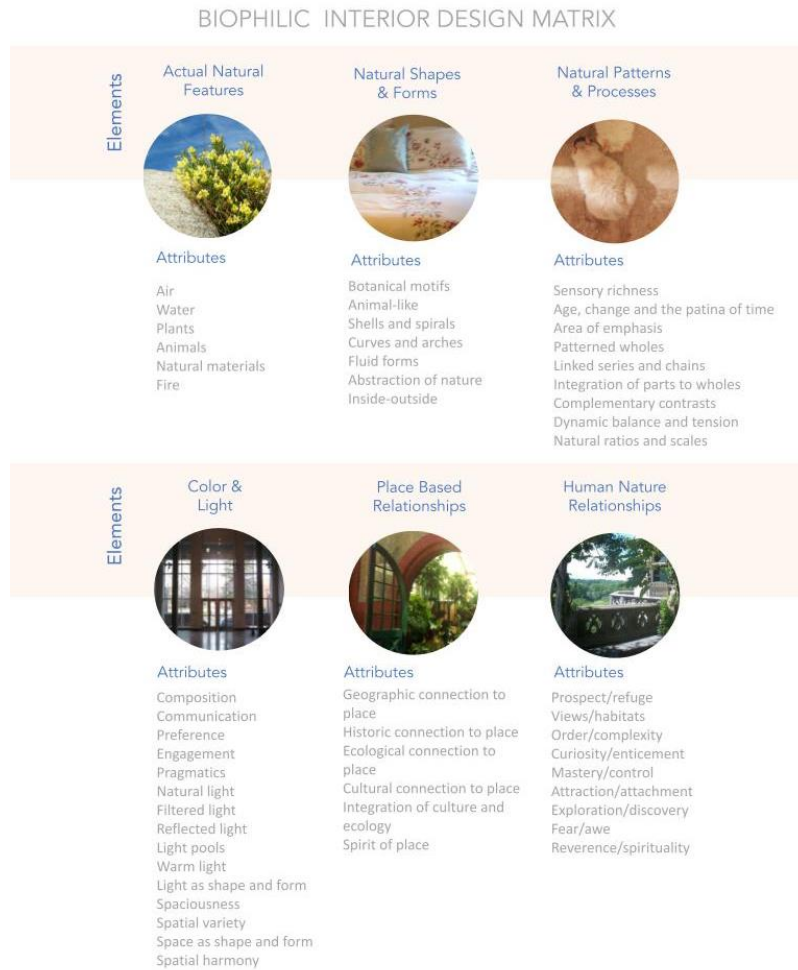 BIOPHILIC INTERIOR DESIGN MATRIX
Elements
Actual Natural
Features
Attributes
Air
Water
Plants
Animals
Natural materials
Fire
Natural Shapes
& Forms
Attributes
Botanical motifs
Animal-like
Shells and spirals
Curves and arches
Fluid forms
Abstraction of nature
Inside-outside
Natural Patterns
& Processes
Attributes
Sensory richness
Age, change and the patina of time
Area of emphasis
Patterned wholes
Linked series and chains
Integration of parts to wholes
Complementary contrasts
Dynamic balance and tension
Natural ratios and scales
Elements
Color &
Light
Attributes
Composition
Communication
Preference
Engagement
Pragmatics
Natural light
Filtered light
Reflected light
Light pools
Warm light
Light as shape and form
Spaciousness
Spatial variety
Space as shape and form
Spatial harmony
Place Based
Relationships
Attributes
Geographic connection to
place
Historic connection to place
Ecological connection to
place
Cultural connection to place
Integration of culture and
ecology
Spirit of place
Human Nature
Relationships
Attributes
Prospect/refuge
Views/habitats
Order/complexity
Curiosity/enticement
Mastery/control
Attraction/attachment
Exploration/discovery
Fear/awe
Reverence/spirituality